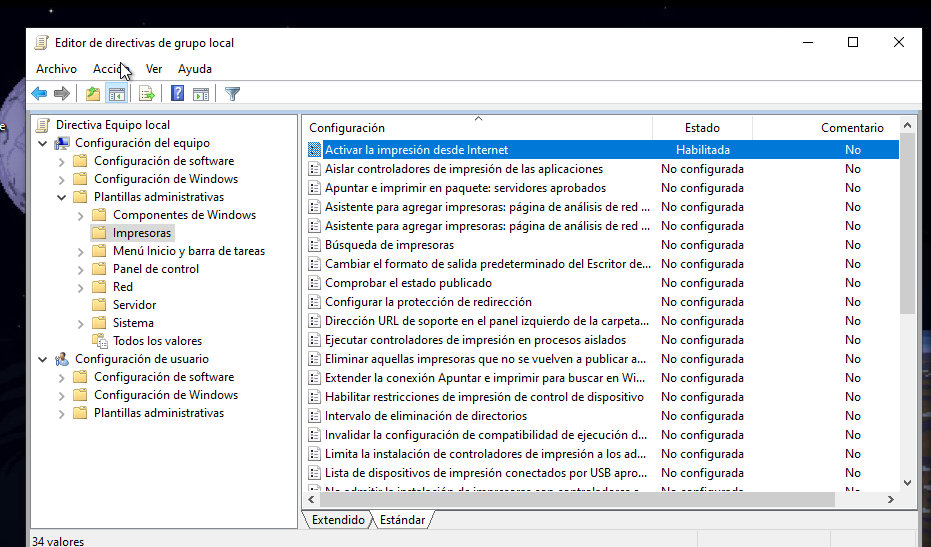 Editor de directivas de grupo local
Archivo Acción Ver Ayuda
Directiva Equipo local
Configuración del equipo
Configuración de software
Configuración de Windows
Plantillas administrativas
Componentes de Windows
Impresoras
Menú Inicio y barra de tareas
Panel de control
Red
Servidor
Sistema
Todos los valores
Configuración de usuario
Configuración de software
Configuración de Windows
Plantillas administrativas
Configuración Estado Comentario
Activar la impresión desde Internet Habilitada No
Aislar controladores de impresión de las aplicaciones No configurada No
Apuntar e imprimir en paquete: servidores aprobados No configurada No
Asistente para agregar impresoras: página de análisis de red ... No configurada No
Asistente para agregar impresoras: página de análisis de red ... No configurada No
Búsqueda de impresoras No configurada No
Cambiar el formato de salida predeterminado del Escritor de... No configurada No
Comprobar el estado publicado No configurada No
Configurar la protección de redirección No configurada No
Dirección URL de soporte en el panel izquierdo de la carpeta... No configurada No
Ejecutar controladores de impresión en procesos aislados No configurada No
Eliminar aquellas impresoras que no se vuelven a publicar a... No configurada No
Extender la conexión Apuntar e imprimir para buscar en Wi... No configurada No
Habilitar restricciones de impresión de control de dispositivo No configurada No
Intervalo de eliminación de directorios No configurada No
Invalidar la configuración de compatibilidad de ejecución d... No configurada No
Limita la instalación de controladores de impresión a los ad... No configurada No
Lista de dispositivos de impresión conectados por USB apro... No configurada No
Extendido Estándar
34 valores